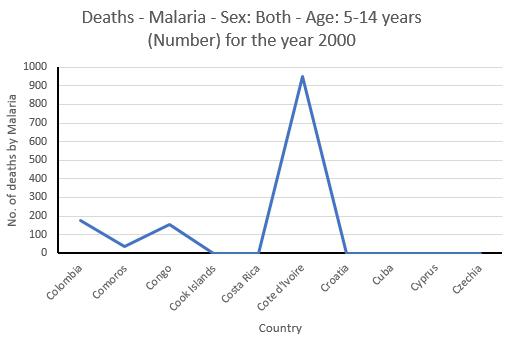 Deaths - Malaria - Sex: Both - Age: 5-14 years
(Number) for the year 2000
No. of deaths by Malaria
1000
900
800
700
600
500
400
300
200
100
0
Colombia
Comoros
Congo
Cook Islands
Costa Rica
Cote d'Ivoire
Croatia
Cuba
Cyprus
Czechia
Country